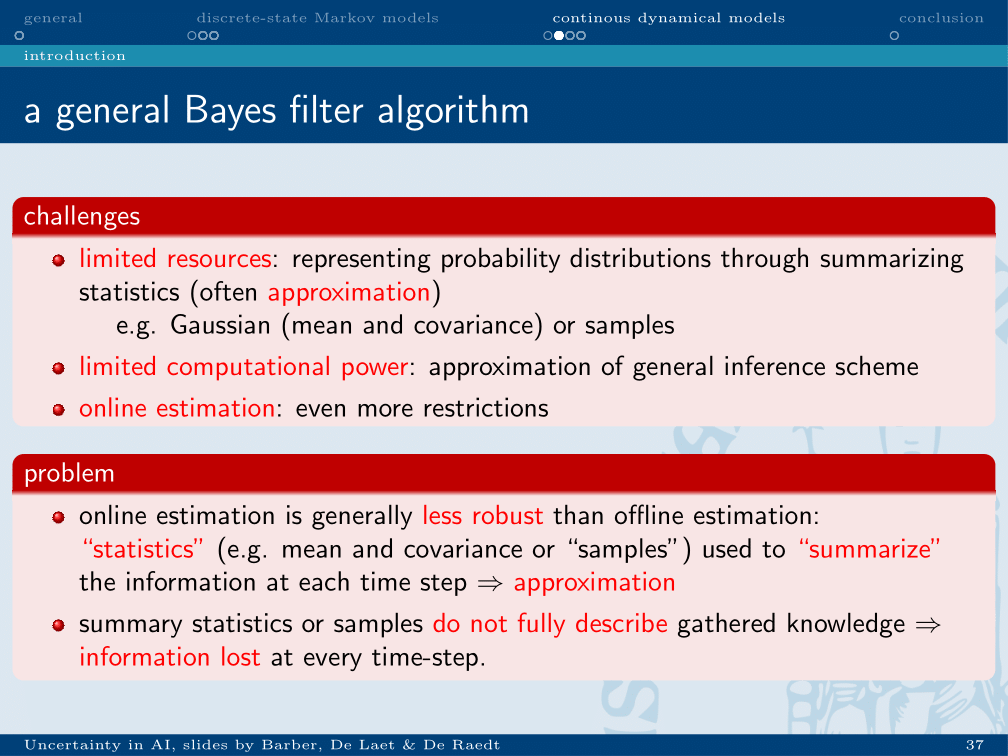 general discrete-state Markov models continous dynamical models conclusion
introduction
a general Bayes filter algorithm
challenges
limited resources: representing probability distributions through summarizing
statistics (often approximation)
e.g. Gaussian (mean and covariance) or samples
limited computational power: approximation of general inference scheme
online estimation: even more restrictions
problem
online estimation is generally less robust than offline estimation:
“statistics” (e.g. mean and covariance or “samples”) used to “summarize”
the information at each time step ⇒ approximation
summary statistics or samples do not fully describe gathered knowledge ⇒
information lost at every time-step.
Uncertainty in AI, slides by Barber, De Laet & De Raedt 37